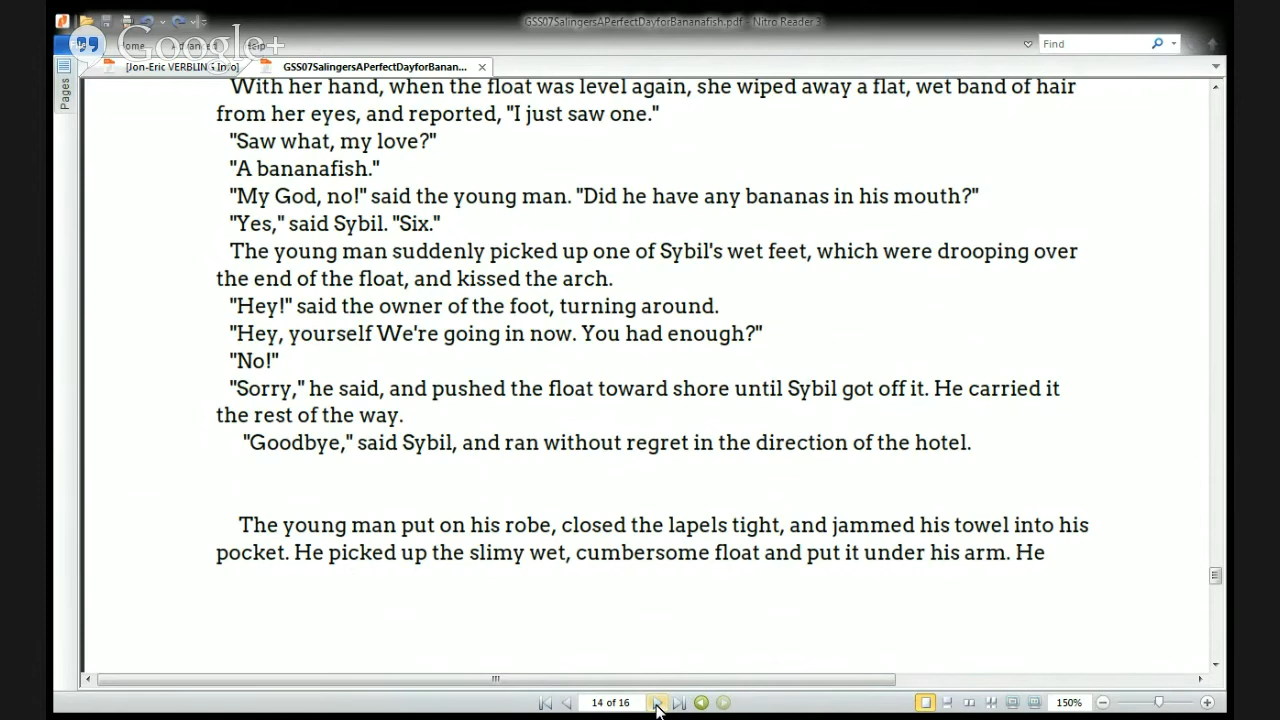 GSS07SalingersAPerfectDayforBananafish.pdf - Nitro Reader 3
Google+
File Home Advanced Help
Find
[Jon-Eric VERBLING Info]
GSS07SalingersAPerfectDayforBanan...
Pages
With her hand, when the float was level again, she wiped away a flat, wet band of hair
from her eyes, and reported, "I just saw one."
"Saw what, my love?"
"A bananafish."
"My God, no!" said the young man. "Did he have any bananas in his mouth?"
"Yes," said Sybil. "Six."
The young man suddenly picked up one of Sybil's wet feet, which were drooping over
the end of the float, and kissed the arch.
"Hey!" said the owner of the foot, turning around.
"Hey, yourself We're going in now. You had enough?"
"No!"
"Sorry," he said, and pushed the float toward shore until Sybil got off it. He carried it
the rest of the way.
"Goodbye," said Sybil, and ran without regret in the direction of the hotel.
The young man put on his robe, closed the lapels tight, and jammed his towel into his
pocket. He picked up the slimy wet, cumbersome float and put it under his arm. He
14 of 16
150%